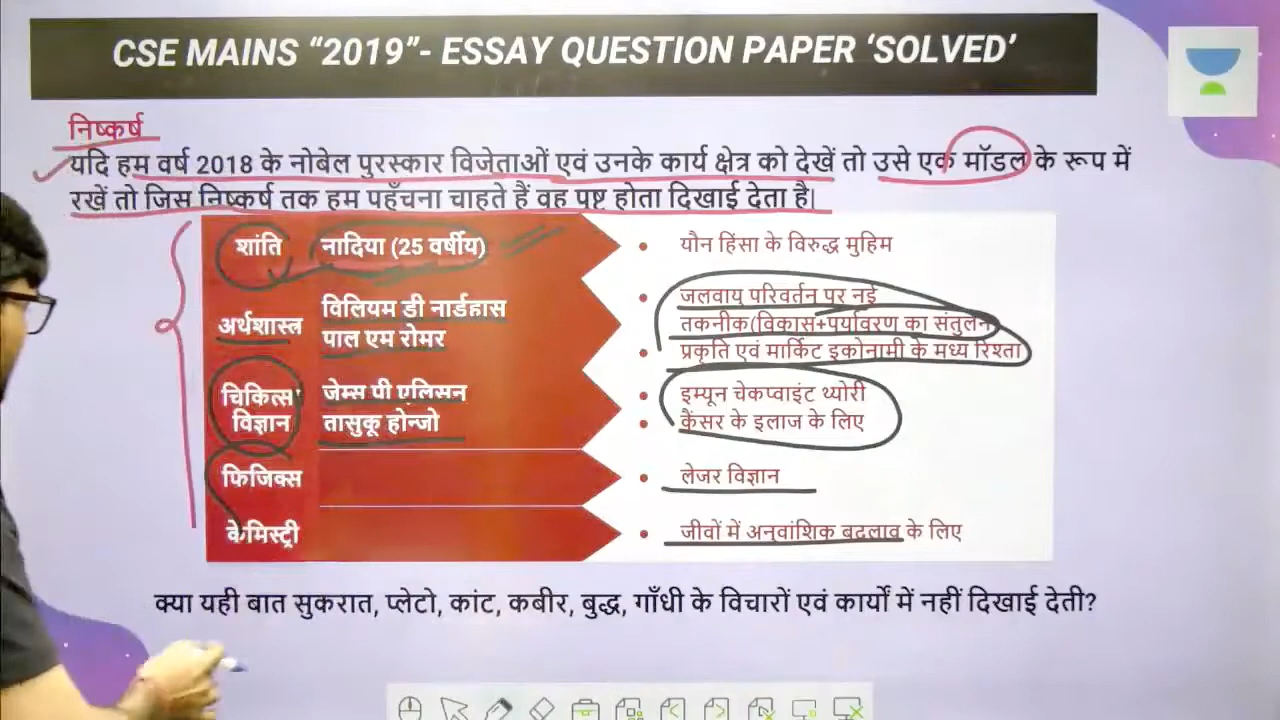 CSE MAINS “2019”- ESSAY QUESTION PAPER ‘SOLVED’
निष्कर्ष
यदि हम वर्ष 2018 के नोबेल पुरस्कार विजेताओं एवं उनके कार्य क्षेत्र को देखें तो उसे एक मॉडल के रूप में
रखें तो जिस निष्कर्ष तक हम पहुँचना चाहते हैं वह पष्ट होता दिखाई देता है।
शांति नादिया (25 वर्षीय) • यौन हिंसा के विरुद्ध मुहिम
अर्थशास्त्र
विलियम डी नार्डहास
पाल एम रोमर
• जलवायु परिवर्तन पर नई
तकनीक(विकास+पर्यावरण का संतुलन)
• प्रकृति एवं मार्किट इकोनामी के मध्य रिश्ता
चिकित्स
विज्ञान
जेम्स पी एलिसन
तासुकू होन्जो
• इम्यून चेकप्वाइंट थ्योरी
• कैंसर के इलाज के लिए
फिजिक्स • लेजर विज्ञान
केमिस्ट्री • जीवों में अनुवांशिक बदलाव के लिए
क्या यही बात सुकरात, प्लेटो, कांट, कबीर, बुद्ध, गाँधी के विचारों एवं कार्यों में नहीं दिखाई देती?